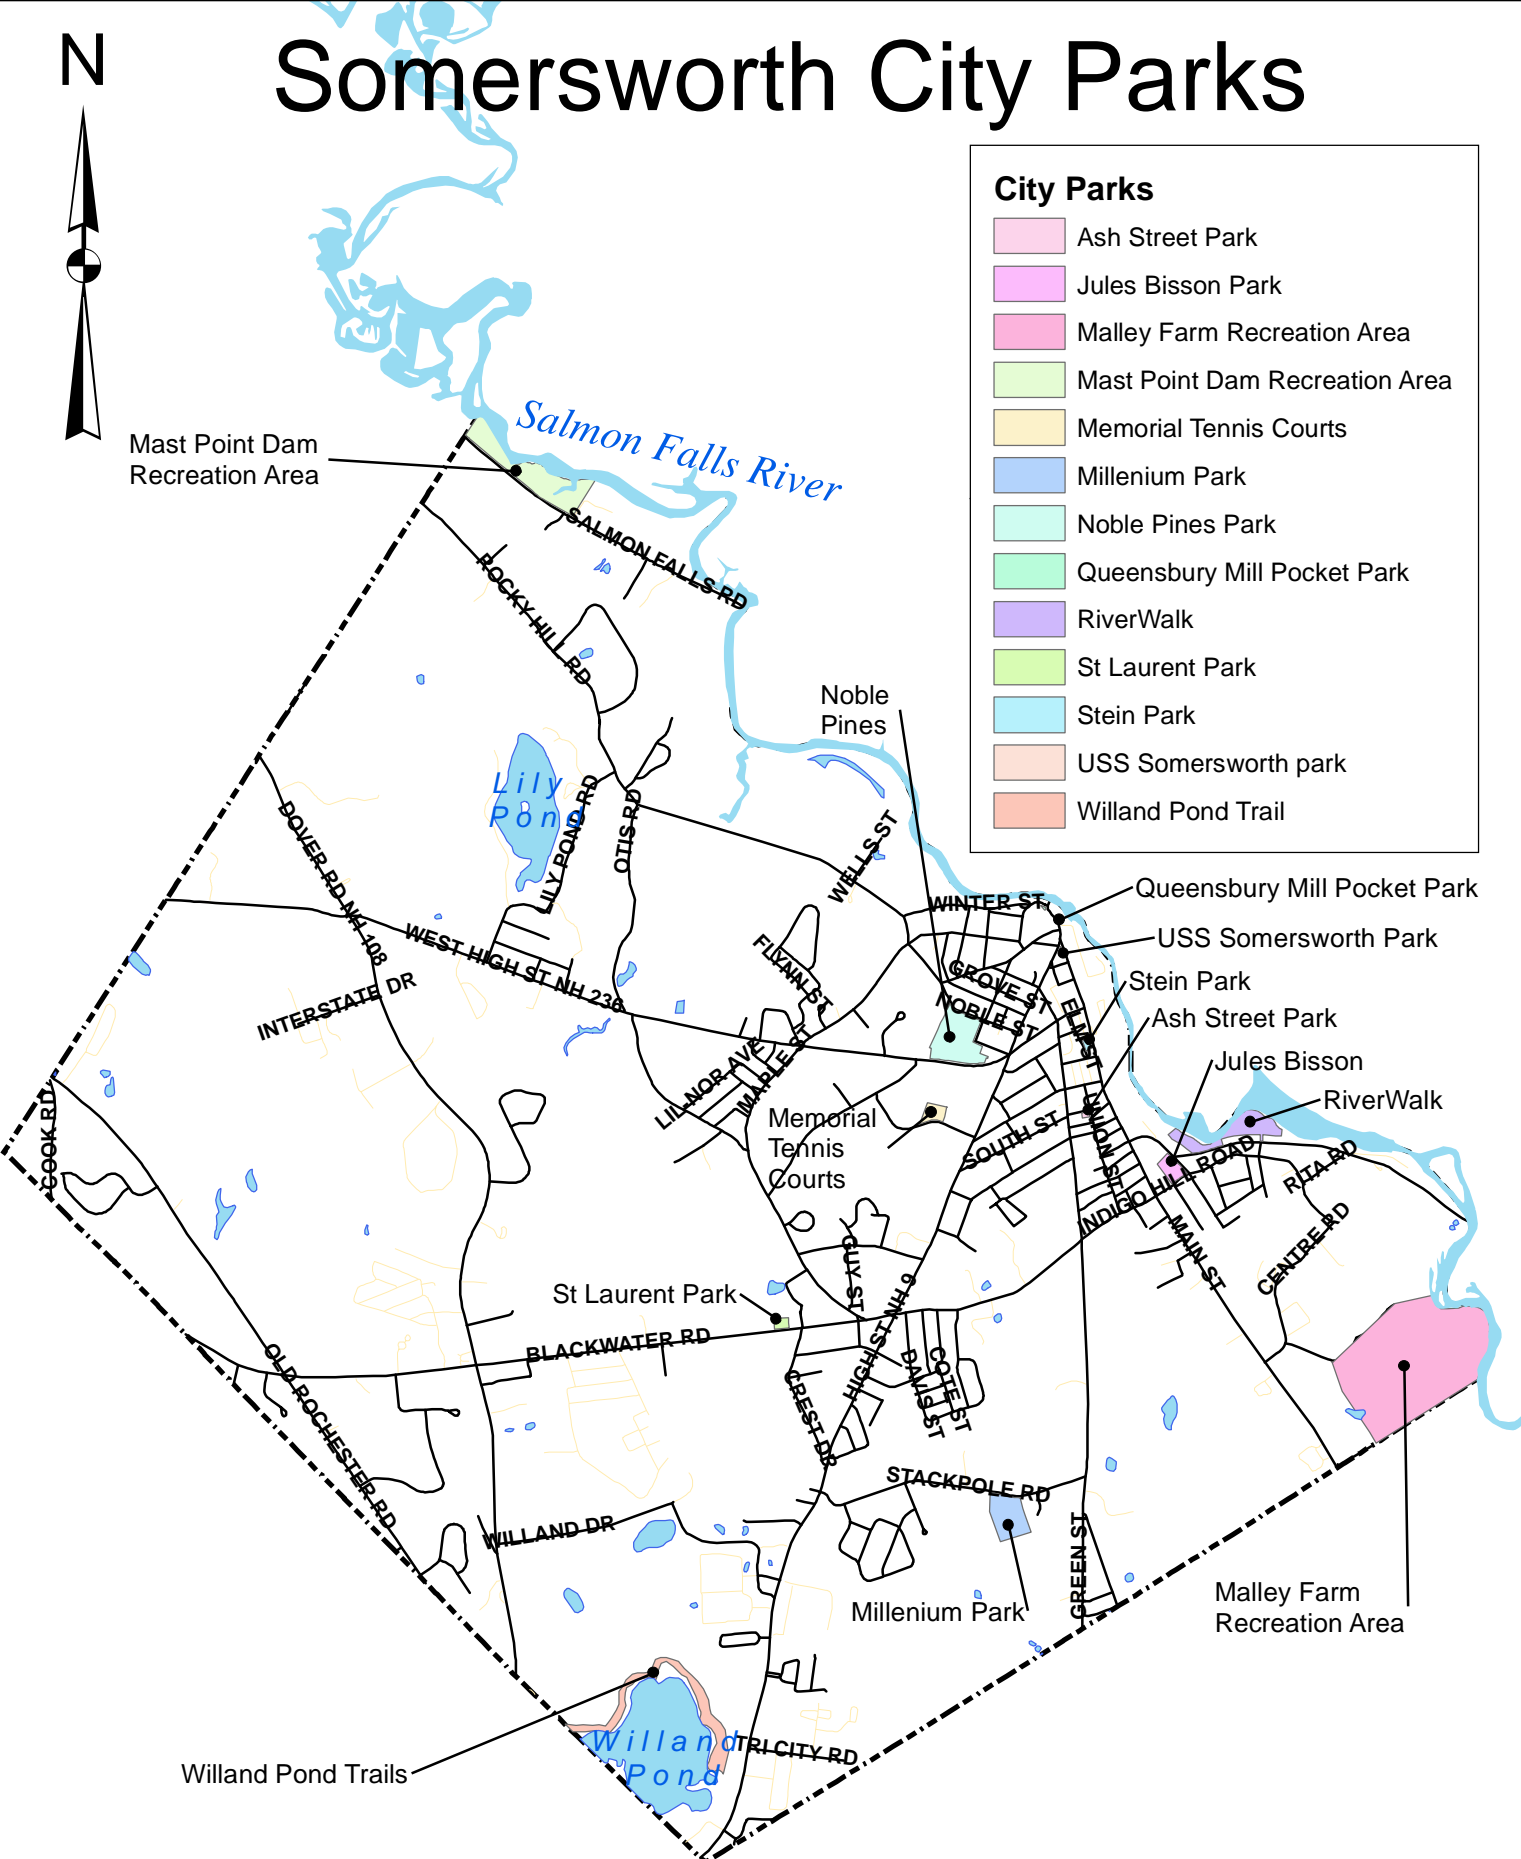 N
Somersworth City Parks
City Parks
Ash Street Park
Jules Bisson Park
Malley Farm Recreation Area
Mast Point Dam Recreation Area
Memorial Tennis Courts
Millenium Park
Noble Pines Park
Queensbury Mill Pocket Park
RiverWalk
St Laurent Park
Stein Park
USS Somersworth park
Willand Pond Trail
Salmon Falls River
Mast Point Dam
Recreation Area
SALMON FALLS RD
ROCKY HILL RD
Noble
Pines
Lily
Pond
LILY POND RD
OTIS RD
DOVER RD NH 108
WELLS ST
WINTER ST
Queensbury Mill Pocket Park
USS Somersworth Park
Stein Park
Ash Street Park
Jules Bisson
RiverWalk
WEST HIGH ST NH 236
FLYNN ST
GROVE ST
NOBLE ST
ELM ST
INTERSTATE DR
LIL-NOR AVE
MAPLE ST
Memorial
Tennis
Courts
SOUTH ST
UNION ST
INDIGO HILL ROAD
RITA RD
COOK RD
CENTRE RD
MAIN ST
GUY ST
HIGH ST NH 9
St Laurent Park
BLACKWATER RD
OLD ROCHESTER RD
CREST DR
DAVIS ST
COTE ST
STACKPOLE RD
WILLAND DR
GREEN ST
Millenium Park
Malley Farm
Recreation Area
Willand
Pond
TRI CITY RD
Willand Pond Trails